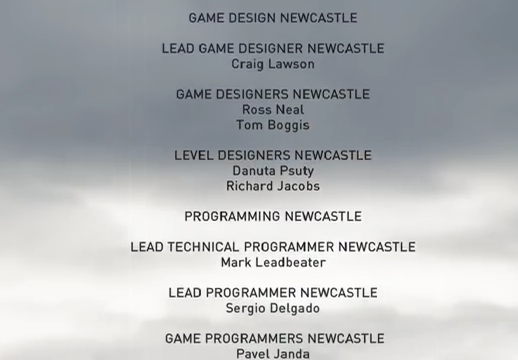 GAME DESIGN NEWCASTLE
LEAD GAME DESIGNER NEWCASTLE
Craig Lawson
GAME DESIGNERS NEWCASTLE
Ross Neal
Tom Boggis
LEVEL DESIGNERS NEWCASTLE
Danuta Psuty
Richard Jacobs
PROGRAMMING NEWCASTLE
LEAD TECHNICAL PROGRAMMER NEWCASTLE
Mark Leadbeater
LEAD PROGRAMMER NEWCASTLE
Sergio Delgado
GAME PROGRAMMERS NEWCASTLE
Pavel Janda